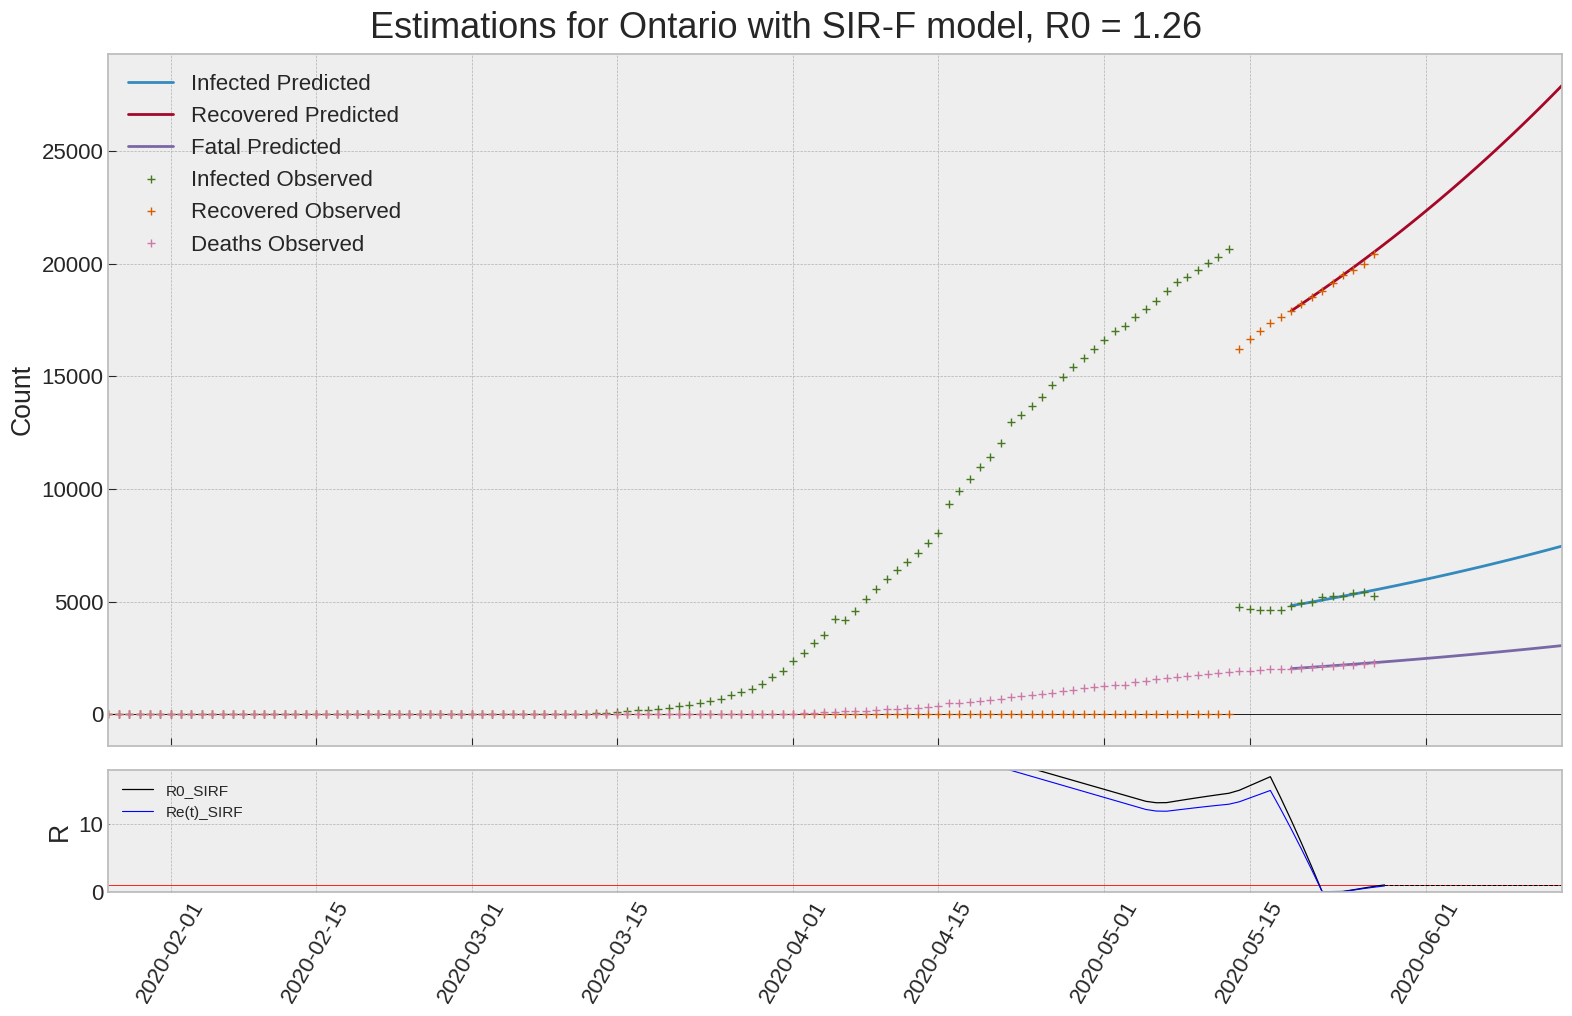 Estimations for Ontario with SIR-F model, R0 = 1.26
Infected Predicted
Recovered Predicted
Fatal Predicted
Infected Observed
Recovered Observed
Deaths Observed
25000
20000
15000
10000
5000
0
Count
R0_SIRF
Re(t)_SIRF
10
0
R
2020-02-01
2020-02-15
2020-03-01
2020-03-15
2020-04-01
2020-04-15
2020-05-01
2020-05-15
2020-06-01